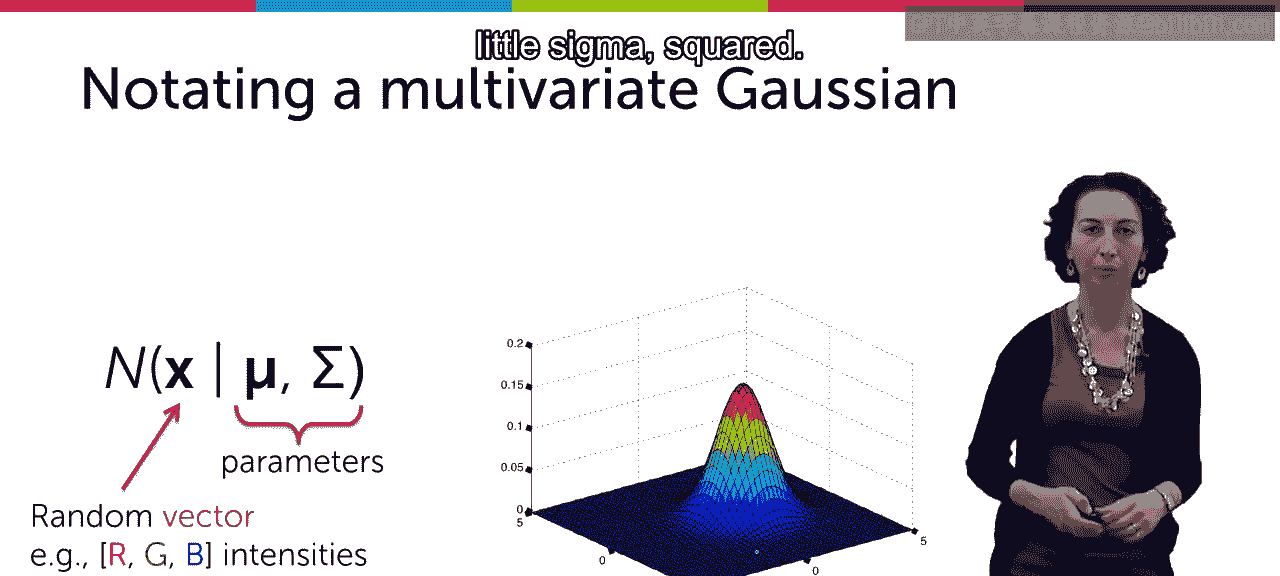 little sigma, squared.
Notating a multivariate Gaussian
N(x | μ, Σ)
parameters
Random vector
e.g., [R, G, B] intensities
0.2
0.15
0.1
0.05
0
5
0
0
5